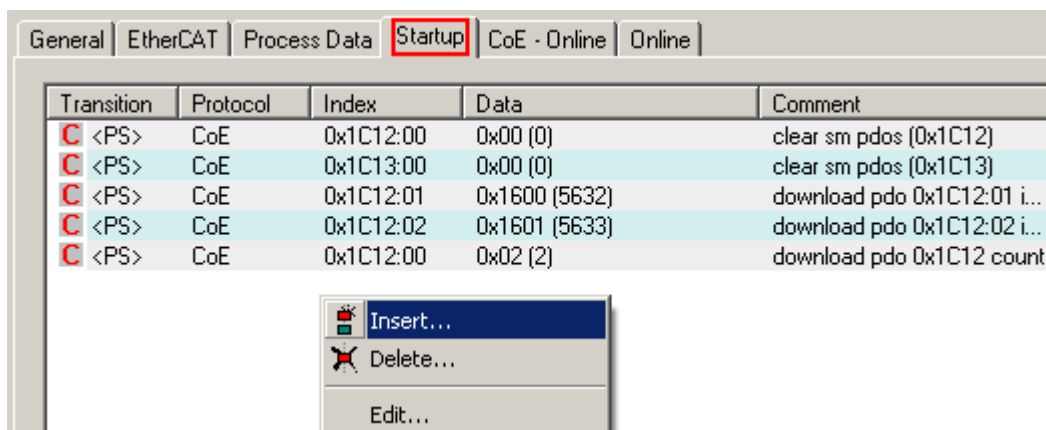 General EtherCAT Process Data Startup CoE - Online Online
Transition Protocol Index Data Comment
C <PS> CoE 0x1C12:00 0x00 (0) clear sm pdos (0x1C12)
C <PS> CoE 0x1C13:00 0x00 (0) clear sm pdos (0x1C13)
C <PS> CoE 0x1C12:01 0x1600 (5632) download pdo 0x1C12:01 i...
C <PS> CoE 0x1C12:02 0x1601 (5633) download pdo 0x1C12:02 i...
C <PS> CoE 0x1C12:00 0x02 (2) download pdo 0x1C12 count
Insert...
Delete...
Edit...